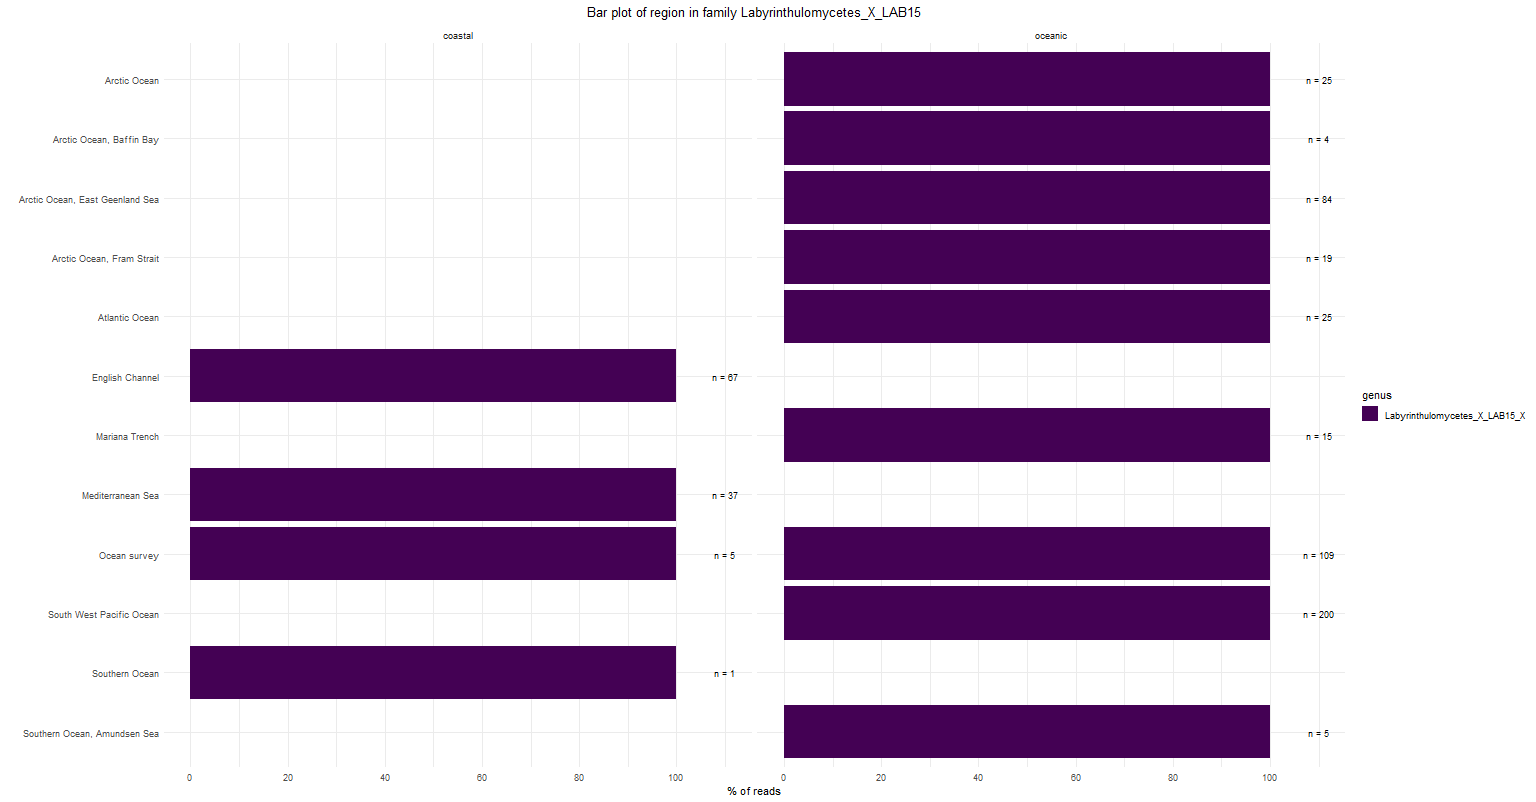 Bar plot of region in family Labyrinthulomycetes_X_LAB15
coastal
oceanic
Arctic Ocean
n = 25
Arctic Ocean, Baffin Bay
n = 4
Arctic Ocean, East Geenland Sea
n = 84
Arctic Ocean, Fram Strait
n = 19
Atlantic Ocean
n = 25
English Channel
n = 67
Mariana Trench
n = 15
Mediterranean Sea
n = 37
Ocean survey
n = 5
n = 109
South West Pacific Ocean
n = 200
Southern Ocean
n = 1
Southern Ocean, Amundsen Sea
n = 5
0 20 40 60 80 100
0 20 40 60 80 100
% of reads
genus
Labyrinthulomycetes_X_LAB15_X